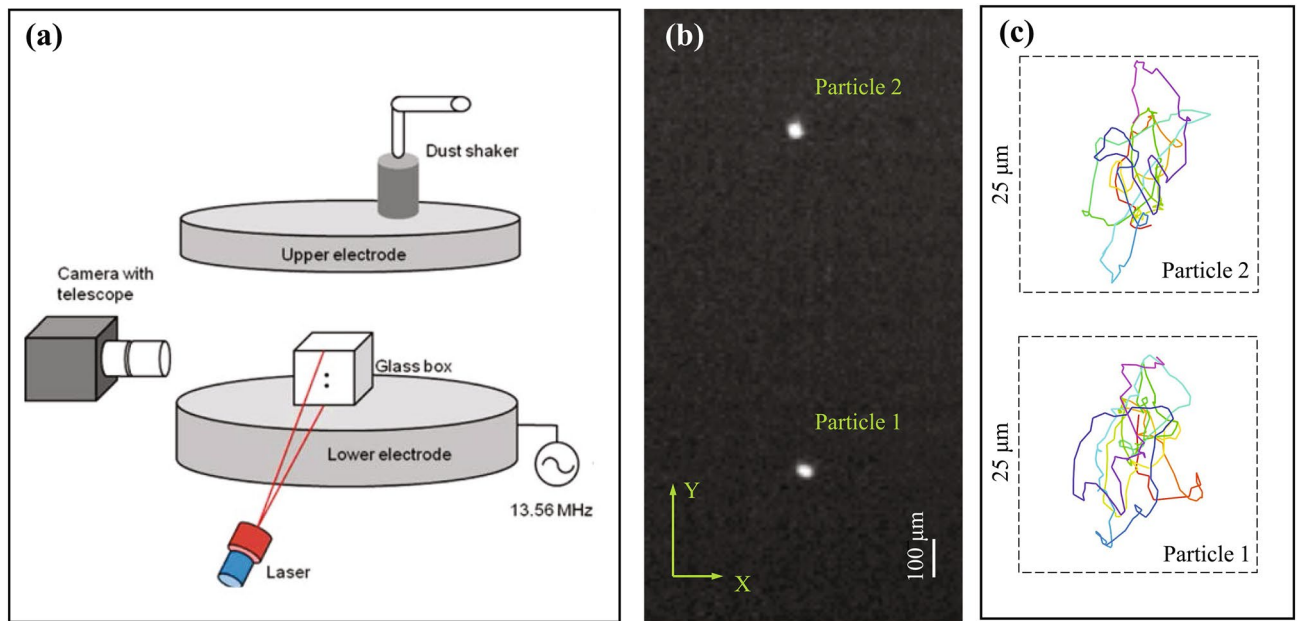 (a)
Dust shaker
Upper electrode
Camera with
telescope
Glass box
Lower electrode
13.56 MHz
Laser
(b)
Particle 2
Particle 1
Y
X
100 μm
(c)
25 μm
Particle 2
25 μm
Particle 1